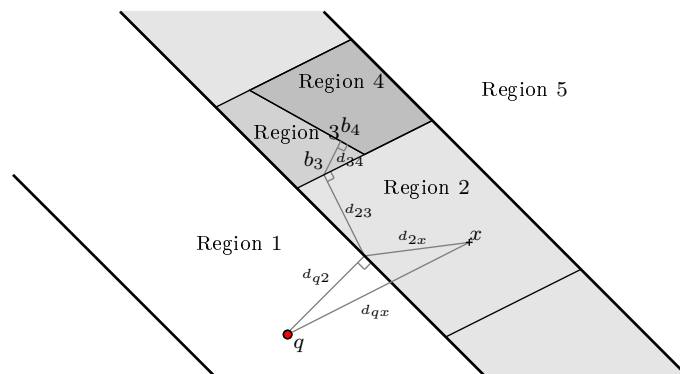 Region 4
Region 5
Region 3
b4
b3
d34
Region 2
d23
Region 1
d2x
x
dq2
dqx
q